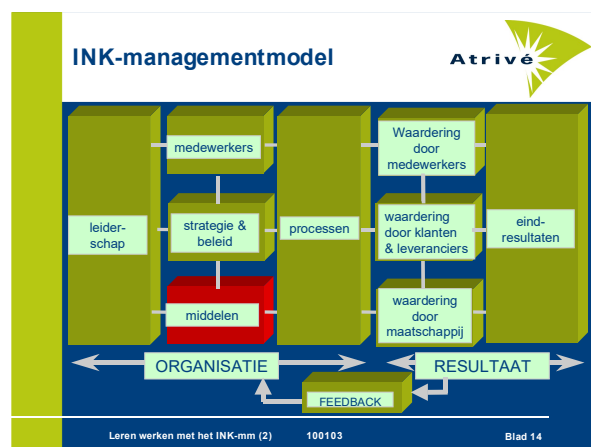 INK-managementmodel
Atrivé
medewerkers
Waardering
door
medewerkers
leider-
schap
strategie &
beleid
processen
waardering
door klanten
& leveranciers
eind-
resultaten
middelen
waardering
door
maatschappij
ORGANISATIE
RESULTAAT
FEEDBACK
Leren werken met het INK-mm (2) 100103 Blad 14